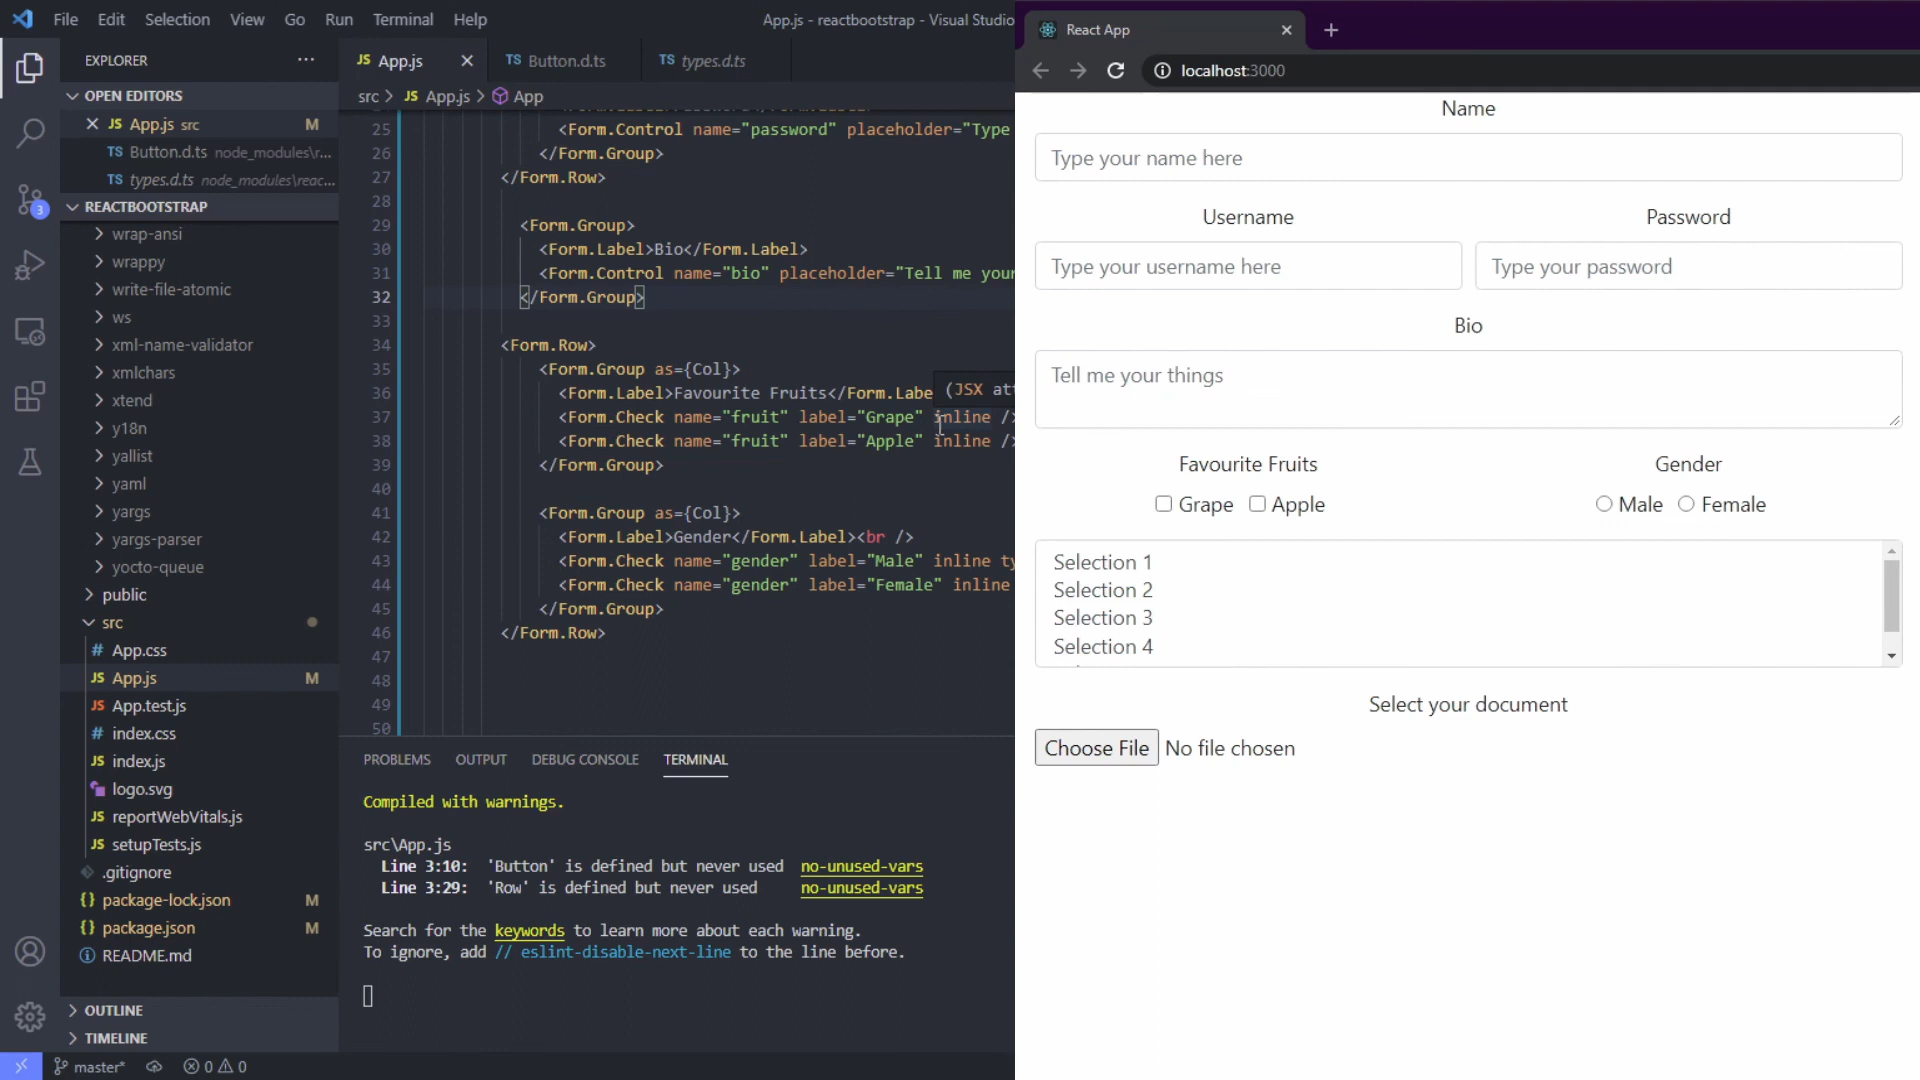 File Edit Selection View Go Run Terminal Help
App.js - reactbootstrap - Visual Studio
EXPLORER
OPEN EDITORS
App.js src M
TS Button.d.ts node_modules\r...
TS types.d.ts node_modules\reac...
REACTBOOTSTRAP
wrap-ansi
wrappy
write-file-atomic
ws
xml-name-validator
xmlchars
xtend
y18n
yallist
yaml
yargs
yargs-parser
yocto-queue
public
src
# App.css
JS App.js M
JS App.test.js
# index.css
JS index.js
logo.svg
JS reportWebVitals.js
JS setupTests.js
.gitignore
{} package-lock.json M
{} package.json M
README.md
OUTLINE
TIMELINE
3
master* 0 0
JS App.js
TS Button.d.ts
TS types.d.ts
src > JS App.js > App
25 <Form.Control name="password" placeholder="Type
26 </Form.Group>
27 </Form.Row>
28
29 <Form.Group>
30 <Form.Label>Bio</Form.Label>
31 <Form.Control name="bio" placeholder="Tell me your
32 </Form.Group>
33
34 <Form.Row>
35 <Form.Group as={Col}>
36 <Form.Label>Favourite Fruits</Form.Labe
(JSX att
37 <Form.Check name="fruit" label="Grape" inline />
38 <Form.Check name="fruit" label="Apple" inline />
39 </Form.Group>
40
41 <Form.Group as={Col}>
42 <Form.Label>Gender</Form.Label><br />
43 <Form.Check name="gender" label="Male" inline ty
44 <Form.Check name="gender" label="Female" inline
45 </Form.Group>
46 </Form.Row>
47
48
49
50
PROBLEMS OUTPUT DEBUG CONSOLE TERMINAL
Compiled with warnings.
src\App.js
Line 3:10: 'Button' is defined but never used no-unused-vars
Line 3:29: 'Row' is defined but never used no-unused-vars
Search for the keywords to learn more about each warning.
To ignore, add // eslint-disable-next-line to the line before.
React App
localhost:3000
Name
Type your name here
Username Password
Type your username here Type your password
Bio
Tell me your things
Favourite Fruits Gender
Grape Apple Male Female
Selection 1
Selection 2
Selection 3
Selection 4
Select your document
Choose File No file chosen